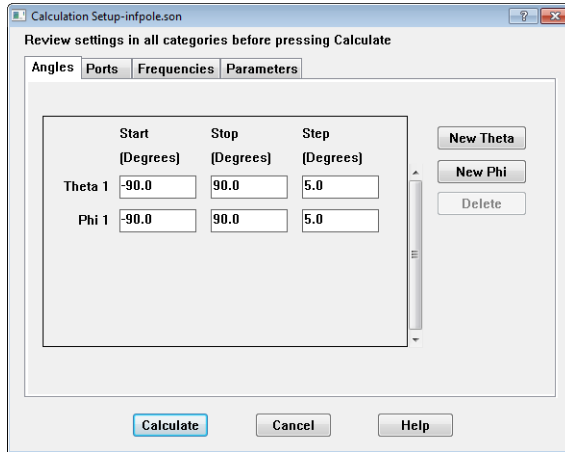 Calculation Setup-infpole.son
Review settings in all categories before pressing Calculate
Angles Ports Frequencies Parameters
Start Stop Step
(Degrees) (Degrees) (Degrees)
Theta 1 -90.0 90.0 5.0
Phi 1 -90.0 90.0 5.0
New Theta
New Phi
Delete
Calculate Cancel Help